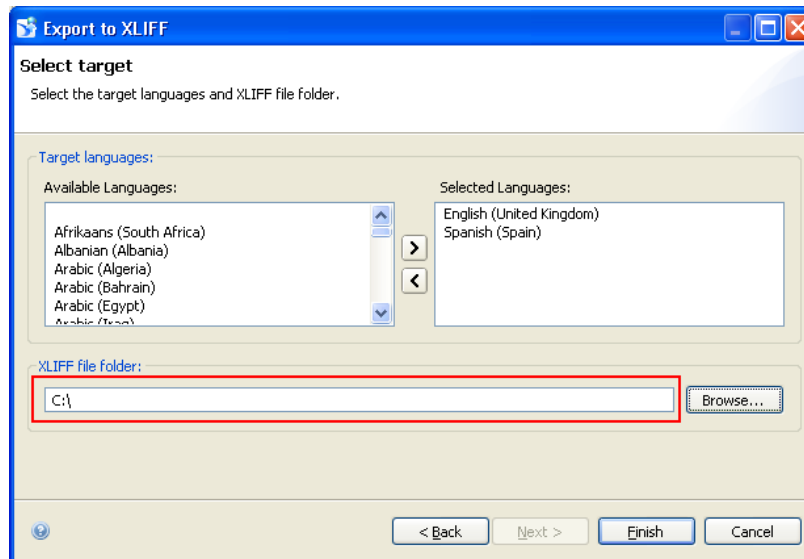 Export to XLIFF
Select target
Select the target languages and XLIFF file folder.
Target languages:
Available Languages:
Selected Languages:
Afrikaans (South Africa)
Albanian (Albania)
Arabic (Algeria)
Arabic (Bahrain)
Arabic (Egypt)
Arabic (Iraq)
>
<
English (United Kingdom)
Spanish (Spain)
XLIFF file folder:
C:\
Browse...
?
< Back
Next >
Finish
Cancel